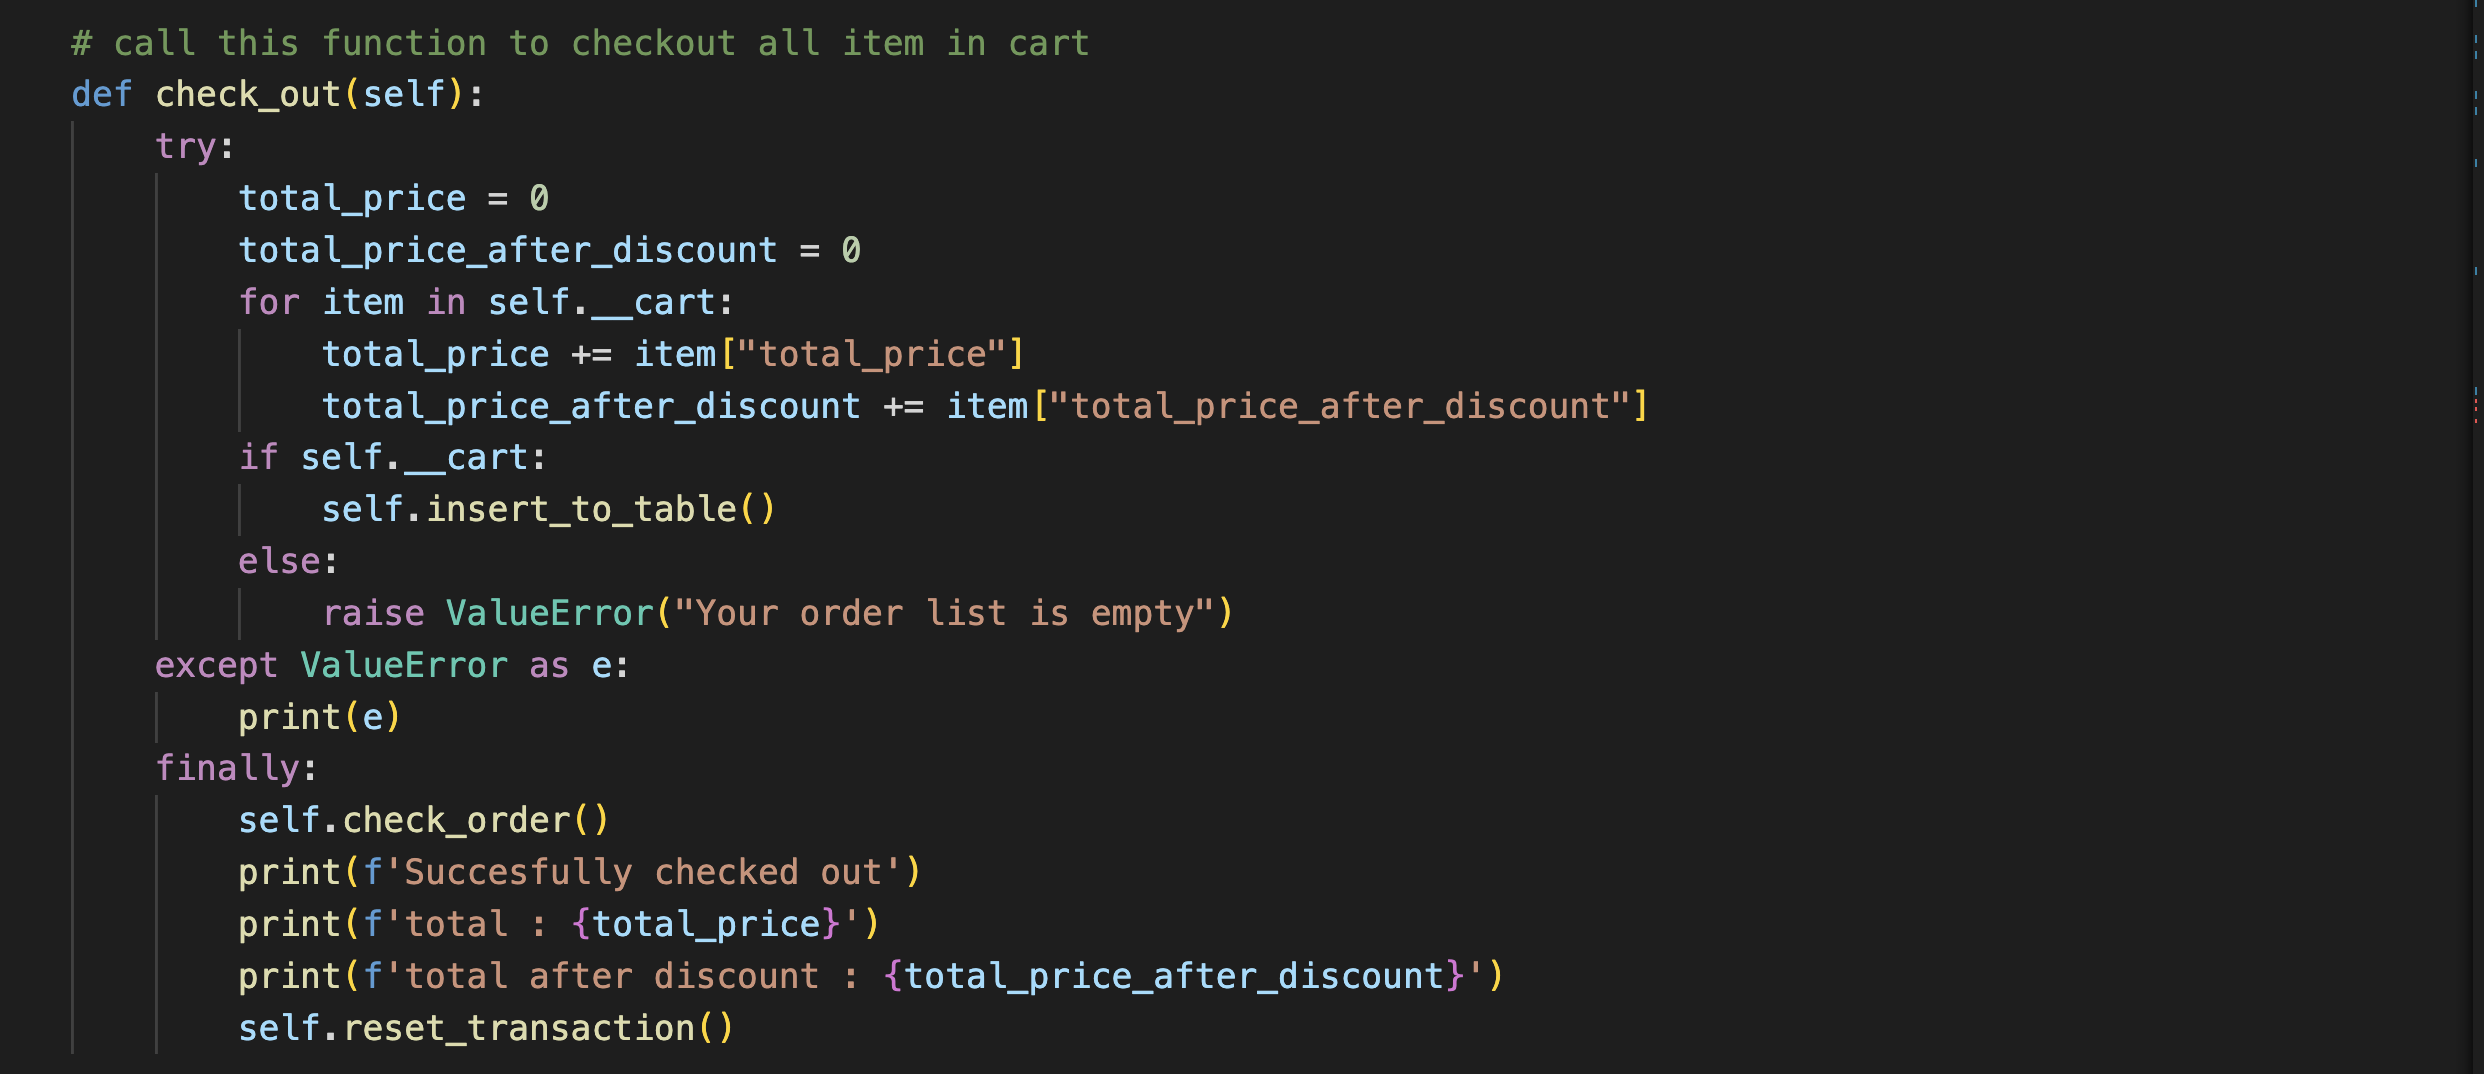 # call this function to checkout all item in cart
def check_out(self):
    try:
        total_price = 0
        total_price_after_discount = 0
        for item in self.__cart:
            total_price += item["total_price"]
            total_price_after_discount += item["total_price_after_discount"]
        if self.__cart:
            self.insert_to_table()
        else:
            raise ValueError("Your order list is empty")
    except ValueError as e:
        print(e)
    finally:
        self.check_order()
        print(f'Succesfully checked out')
        print(f'total : {total_price}')
        print(f'total after discount : {total_price_after_discount}')
        self.reset_transaction()